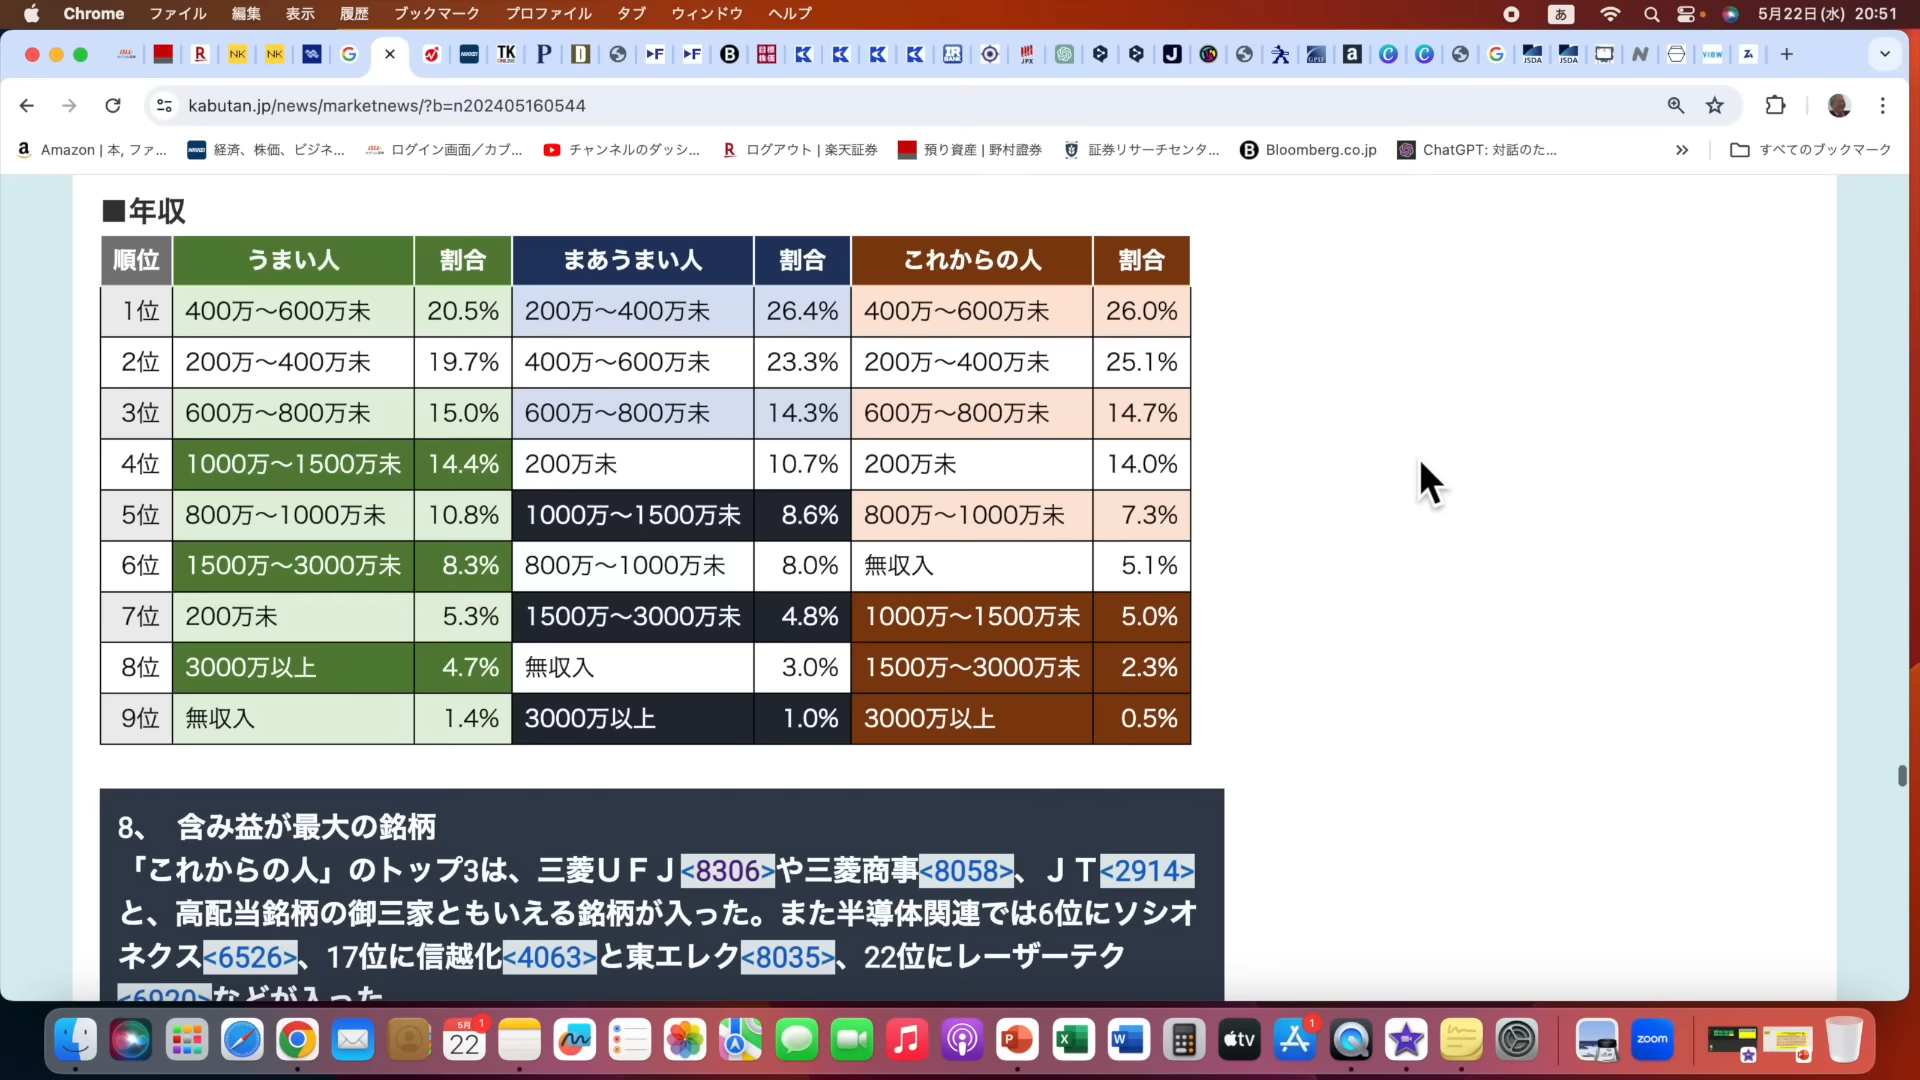 Chrome ファイル 編集 表示 履歴 ブックマーク プロファイル タブ ウィンドウ ヘルプ あ 5月22日(水) 20:51
kabutan.jp/news/marketnews/?b=n202405160544
Amazon | 本, ファ... 経済、株価、ビジネ... ログイン画面／カブ... チャンネルのダッシ... ログアウト | 楽天証券 預り資産 | 野村證券 証券リサーチセンタ... Bloomberg.co.jp ChatGPT: 対話のた... すべてのブックマーク
■年収
順位 うまい人 割合 まあうまい人 割合 これからの人 割合
1位 400万～600万未 20.5% 200万～400万未 26.4% 400万～600万未 26.0%
2位 200万～400万未 19.7% 400万～600万未 23.3% 200万～400万未 25.1%
3位 600万～800万未 15.0% 600万～800万未 14.3% 600万～800万未 14.7%
4位 1000万～1500万未 14.4% 200万未 10.7% 200万未 14.0%
5位 800万～1000万未 10.8% 1000万～1500万未 8.6% 800万～1000万未 7.3%
6位 1500万～3000万未 8.3% 800万～1000万未 8.0% 無収入 5.1%
7位 200万未 5.3% 1500万～3000万未 4.8% 1000万～1500万未 5.0%
8位 3000万以上 4.7% 無収入 3.0% 1500万～3000万未 2.3%
9位 無収入 1.4% 3000万以上 1.0% 3000万以上 0.5%
8、 含み益が最大の銘柄
「これからの人」のトップ3は、三菱ＵＦＪ<8306>や三菱商事<8058>、ＪＴ<2914>
と、高配当銘柄の御三家ともいえる銘柄が入った。また半導体関連では6位にソシオ
ネクス<6526>、17位に信越化<4063>と東エレク<8035>、22位にレーザーテク
<6920>などが入った
5月 1
22
tv
1
zoom